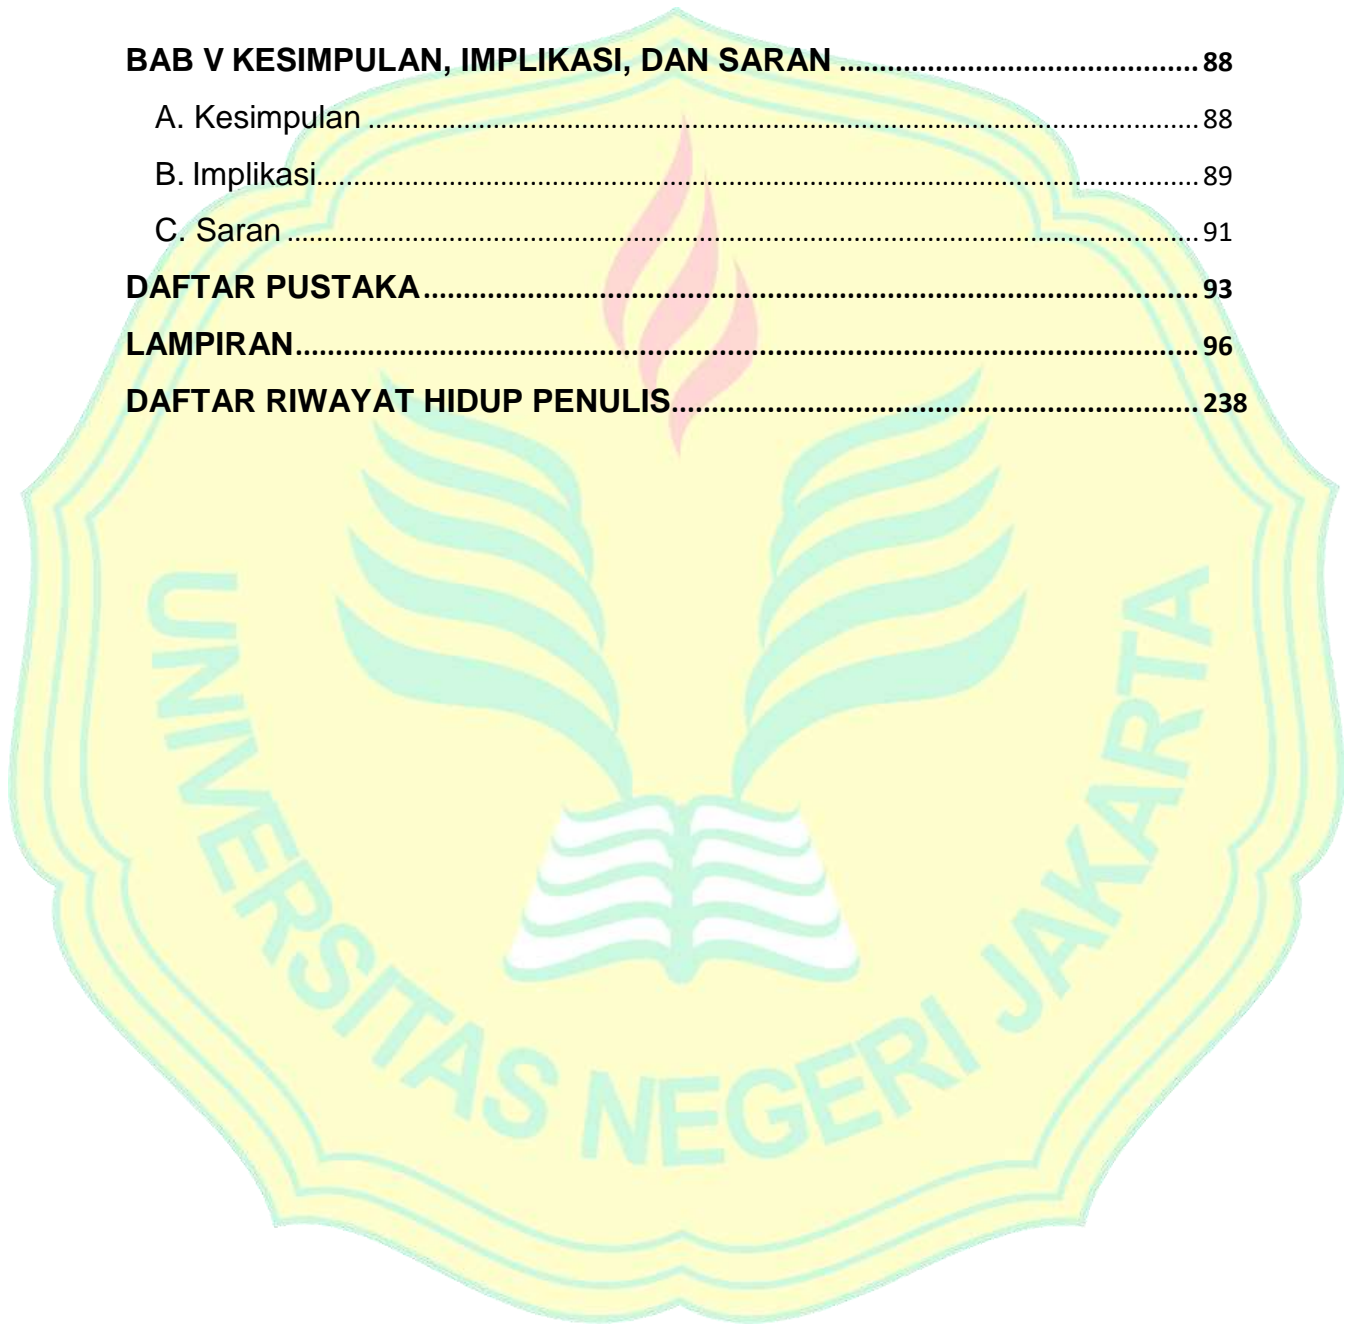 BAB V KESIMPULAN, IMPLIKASI, DAN SARAN ........................................... 88
A. Kesimpulan .................................................................................................... 88
B. Implikasi.......................................................................................................... 89
C. Saran .............................................................................................................. 91
DAFTAR PUSTAKA.............................................................................................. 93
LAMPIRAN............................................................................................................. 96
DAFTAR RIWAYAT HIDUP PENULIS................................................................ 238
UNIVERSITAS NEGERI JAKARTA